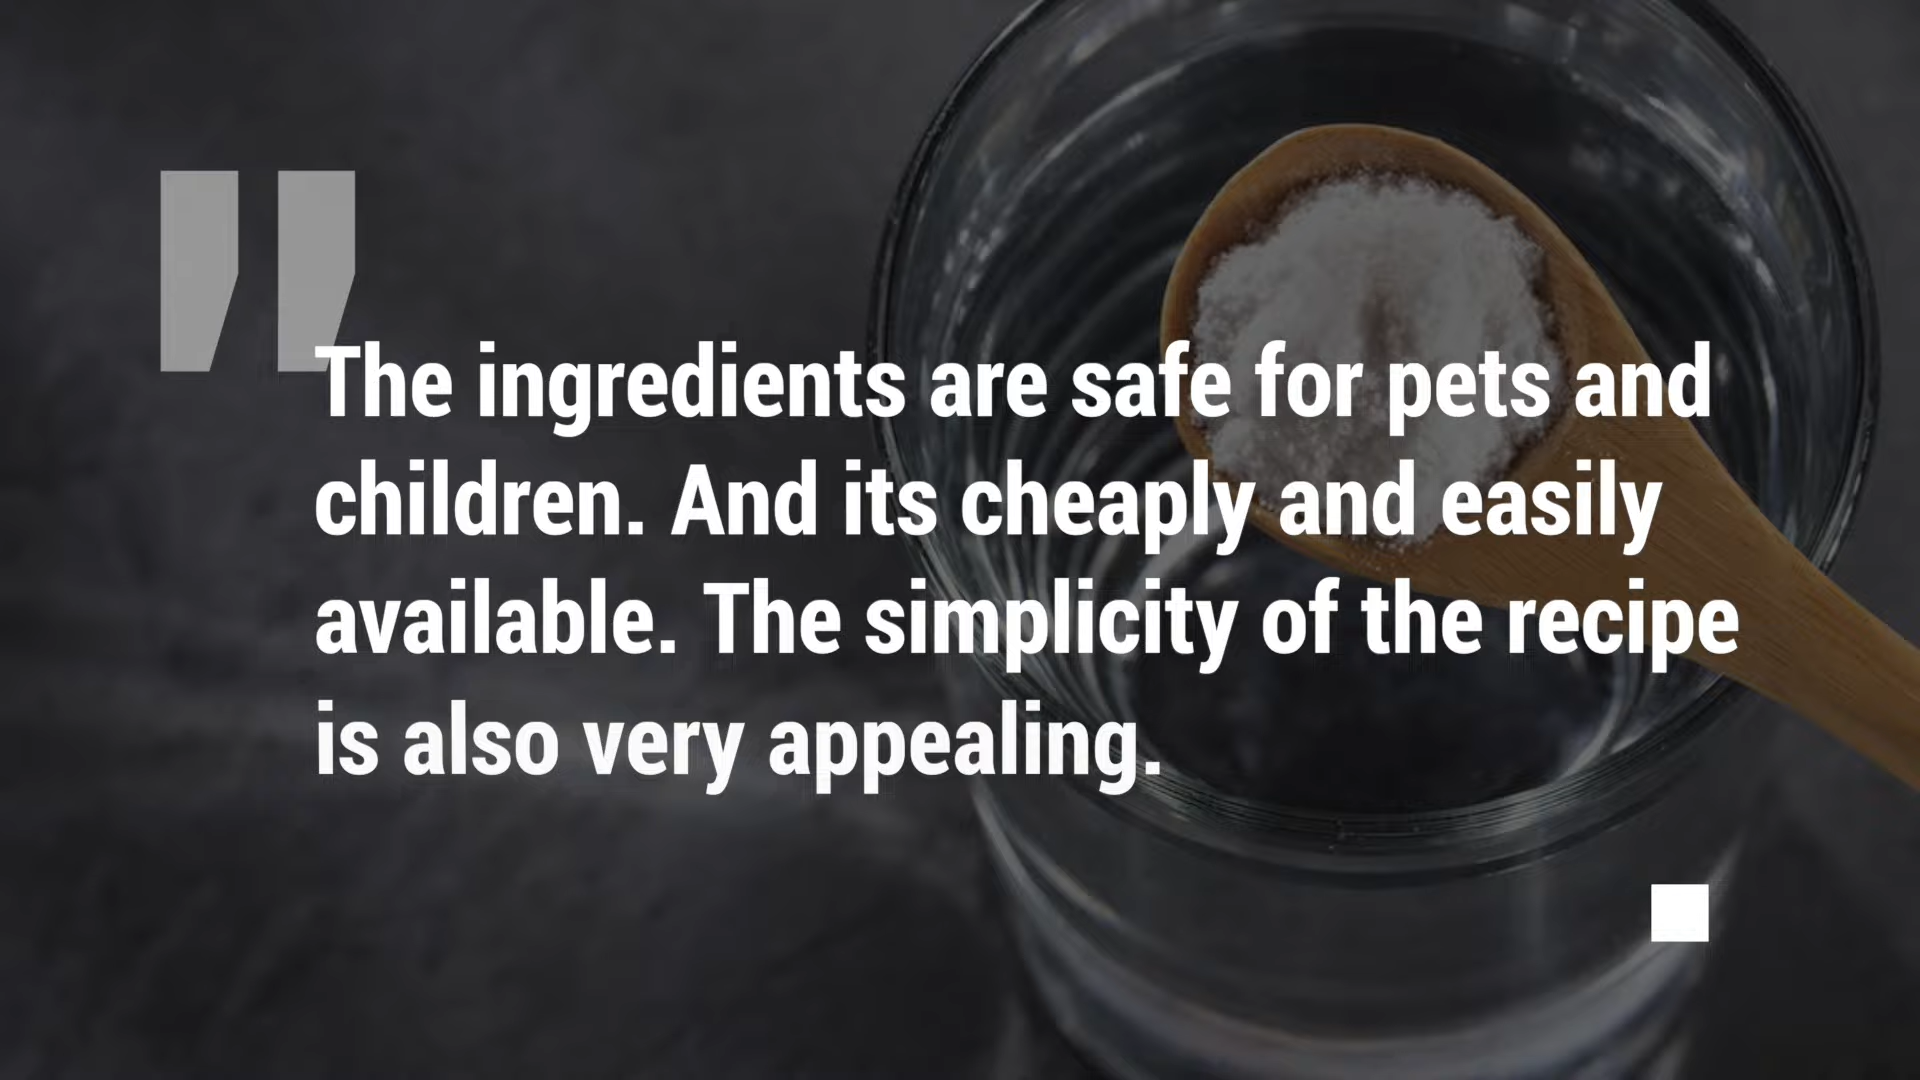 "
The ingredients are safe for pets and
children. And its cheaply and easily
available. The simplicity of the recipe
is also very appealing.